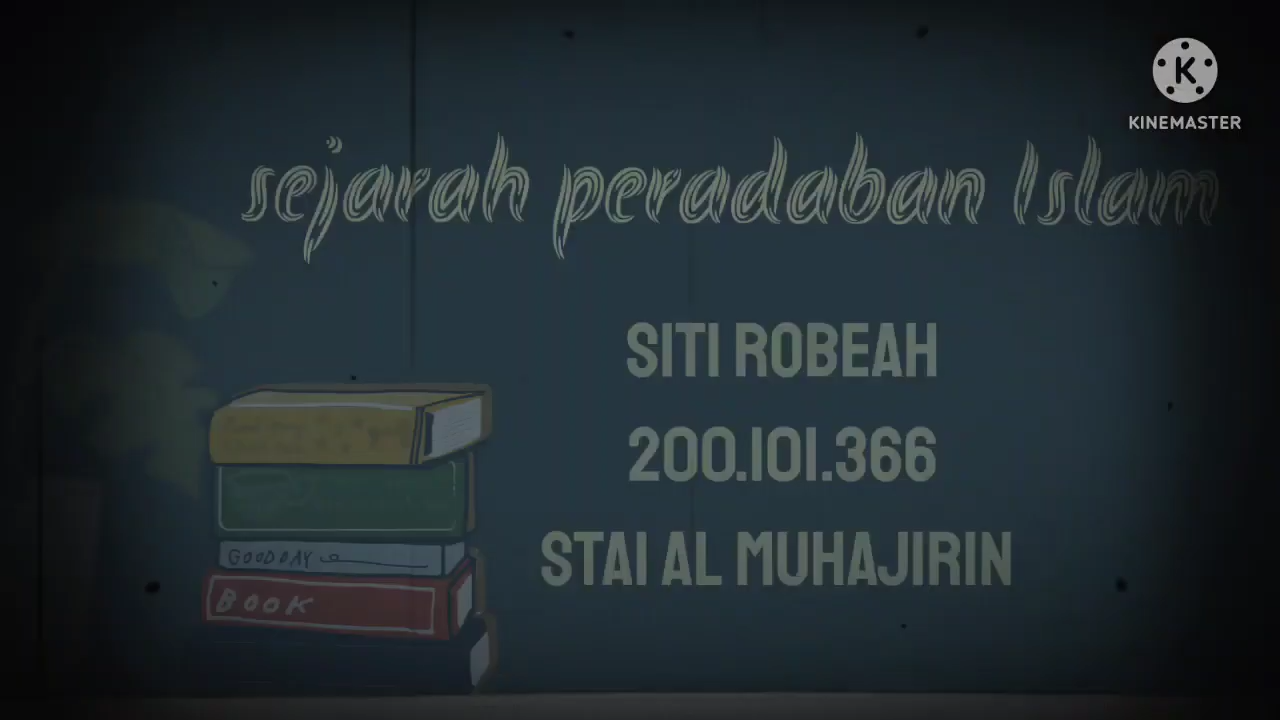 KINEMASTER
sejarah peradaban Islam
SITI ROBEAH
200.101.366
STAI AL MUHAJIRIN
GOODDAY
BOOK